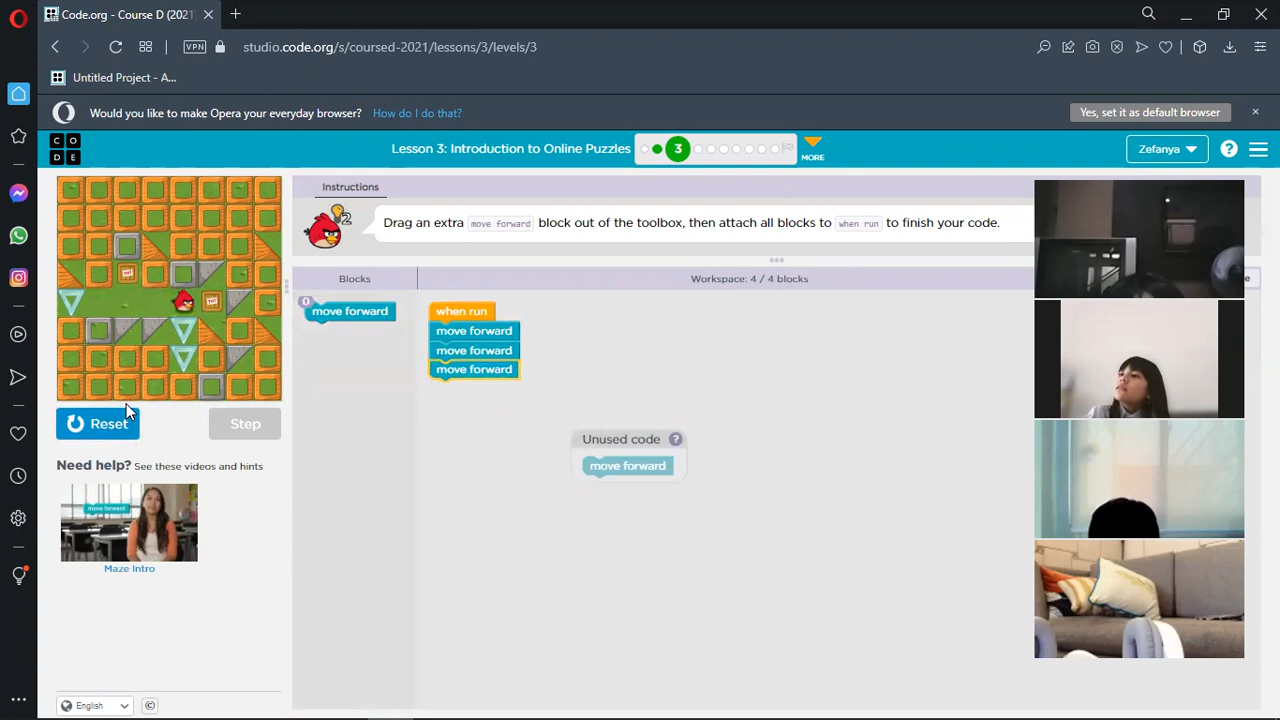 Code.org - Course D (2021)
VPN
studio.code.org/s/coursed-2021/lessons/3/levels/3
Untitled Project - A...
Would you like to make Opera your everyday browser? How do I do that?
Yes, set it as default browser
C O
D E
Lesson 3: Introduction to Online Puzzles
3
MORE
Zefanya
?
Instructions
2
Drag an extra move forward block out of the toolbox, then attach all blocks to when run to finish your code.
Blocks
Workspace: 4 / 4 blocks
0
move forward
when run
move forward
move forward
move forward
Reset
Step
Unused code ?
move forward
Need help? See these videos and hints
move forward
Maze Intro
English
©